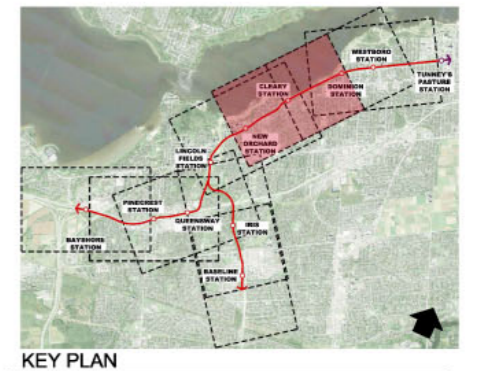 WESTBORO
STATION
TUNNEY'S
PASTURE
STATION
CLEARY
STATION
DOMINION
STATION
NEW
ORCHARD
STATION
LINCOLN
FIELDS
STATION
PINECREST
STATION
QUEENSWAY
STATION
IRIS
STATION
BAYSHORE
STATION
BASELINE
STATION
KEY PLAN